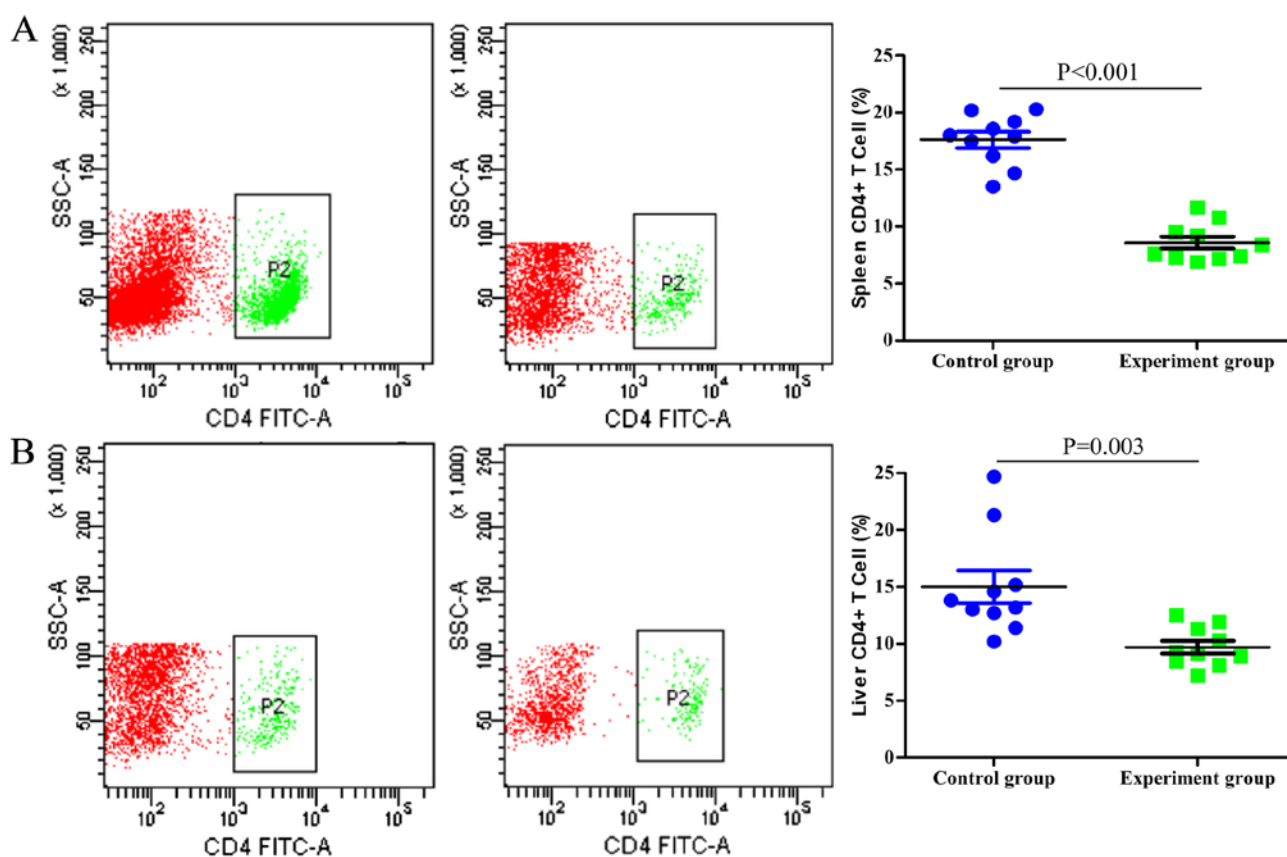 A
(x 1,000)
SSC-A
250
200
150
100
50
P2
10²
10³
10⁴
10⁵
CD4 FITC-A
(x 1,000)
SSC-A
250
200
150
100
50
P2
10²
10³
10⁴
10⁵
CD4 FITC-A
Spleen CD4+ T Cell (%)
25
20
15
10
5
0
P<0.001
Control group
Experiment group
B
(x 1,000)
SSC-A
250
200
150
100
50
P2
10²
10³
10⁴
10⁵
CD4 FITC-A
(x 1,000)
SSC-A
250
200
150
100
50
P2
10²
10³
10⁴
10⁵
CD4 FITC-A
Liver CD4+ T Cell (%)
25
20
15
10
5
0
P=0.003
Control group
Experiment group